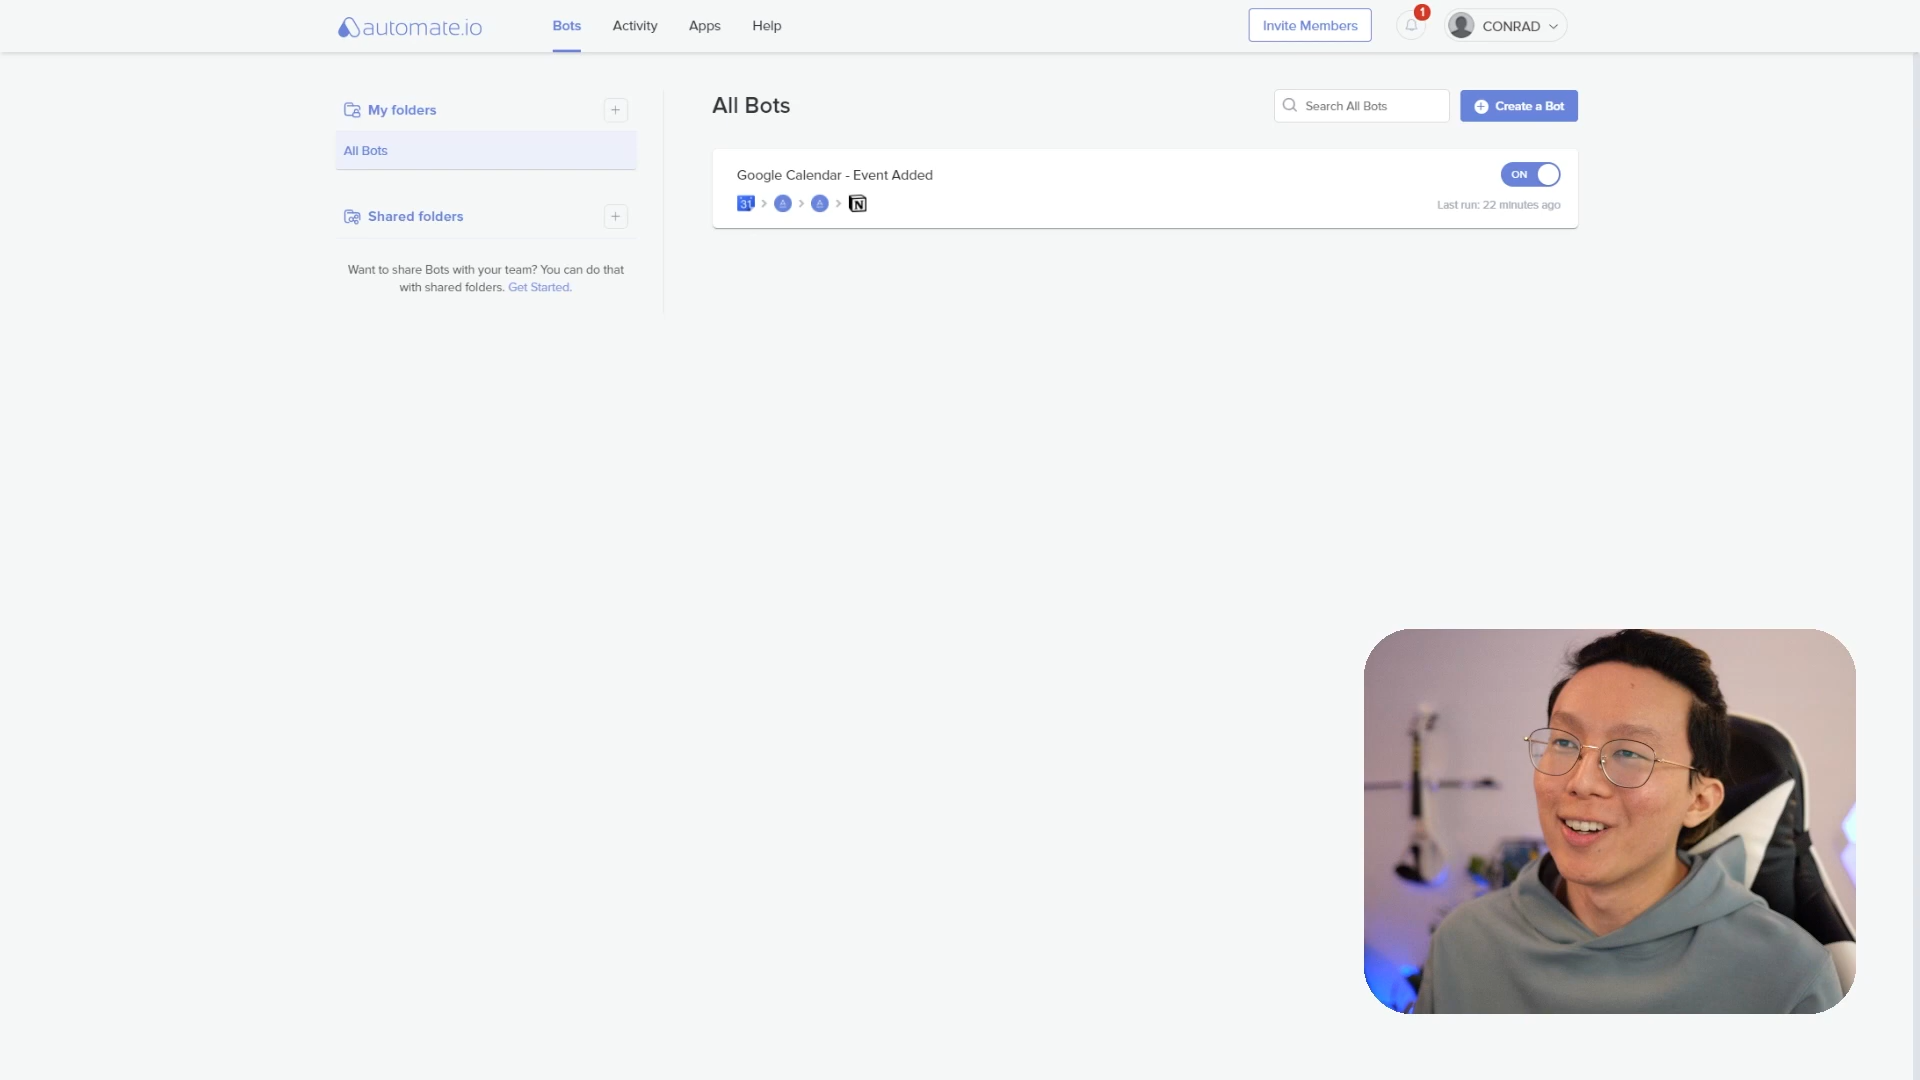 automate.io
Bots
Activity
Apps
Help
Invite Members
1
CONRAD
My folders
All Bots
Shared folders
Want to share Bots with your team? You can do that
with shared folders. Get Started.
All Bots
Search All Bots
Create a Bot
Google Calendar - Event Added
ON
31
N
Last run: 22 minutes ago